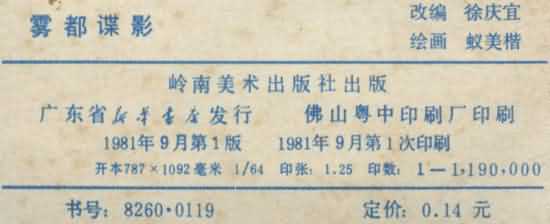 改编 徐庆宜
雾都谍影
绘画 蚁美楷
岭南美术出版社出版
广东省新华书店发行 佛山粤中印刷厂印刷
1981年9月第1版 1981年9月第1次印刷
开本787×1092毫米 1/64 印张：1.25 印数：1—1,190,000
书号：8260·0119 定价：0.14 元